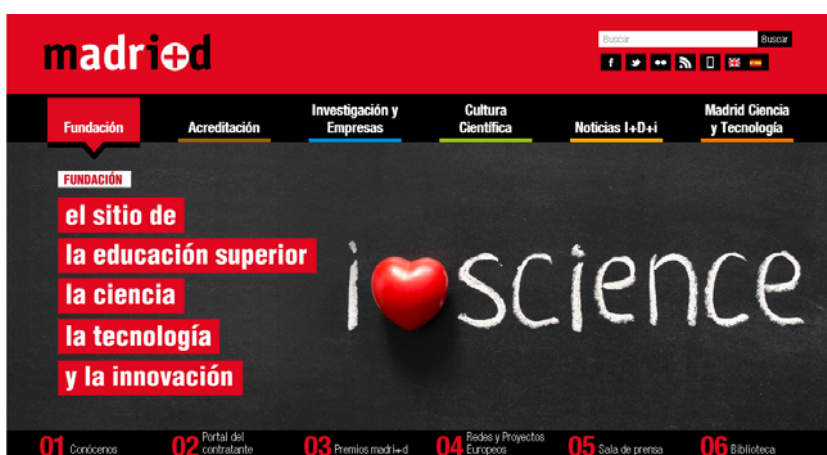 madri+d
Buscar Buscar
Fundación
Acreditación
Investigación y
Empresas
Cultura
Científica
Noticias I+D+i
Madrid Ciencia
y Tecnología
FUNDACIÓN
el sitio de
la educación superior
la ciencia
la tecnología
y la innovación
i science
01 Conócenos
02 Portal del
contratante
03 Premios madri+d
04 Redes y Proyectos
Europeos
05 Sala de prensa
06 Biblioteca